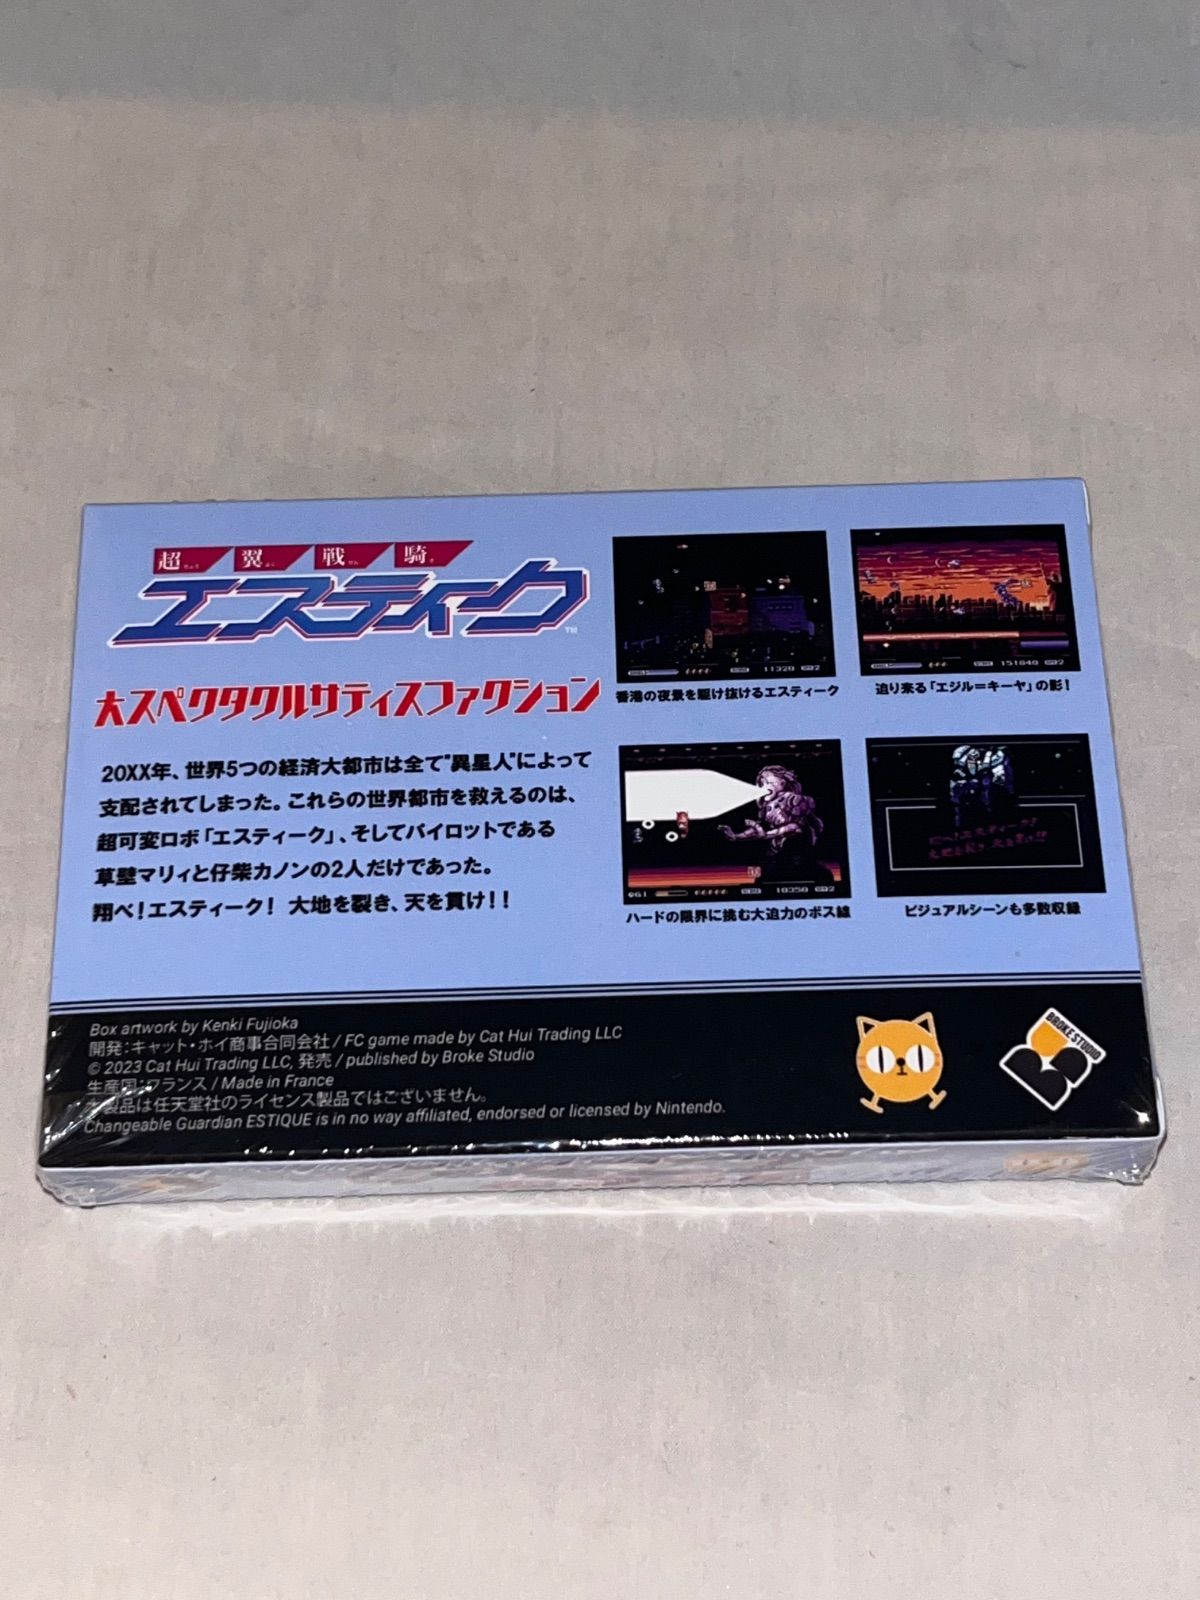 超翼戦騎
エスティーク
TM
大スペクタクルサティスファクション
20XX年、世界5つの経済大都市は全て"異星人"によって
支配されてしまった。これらの世界都市を救えるのは、
超可変ロボ「エスティーク」、そしてパイロットである
草壁マリィと仔柴カノンの2人だけであった。
翔べ!エスティーク! 大地を裂き、天を貫け!!
11320
香港の夜景を駆け抜けるエスティーク
151840
迫り来る「エジル=キーヤ」の影!
10350
ハードの限界に挑む大迫力のボス線
ビジュアルシーンも多数収録
Box artwork by Kenki Fujioka
開発:キャット・ホイ商事合同会社 / FC game made by Cat Hui Trading LLC
© 2023 Cat Hui Trading LLC, 発売 / published by Broke Studio
生産国:フランス / Made in France
本製品は任天堂社のライセンス製品ではございません。
Changeable Guardian ESTIQUE is in no way affiliated, endorsed or licensed by Nintendo.
BROKE STUDIO